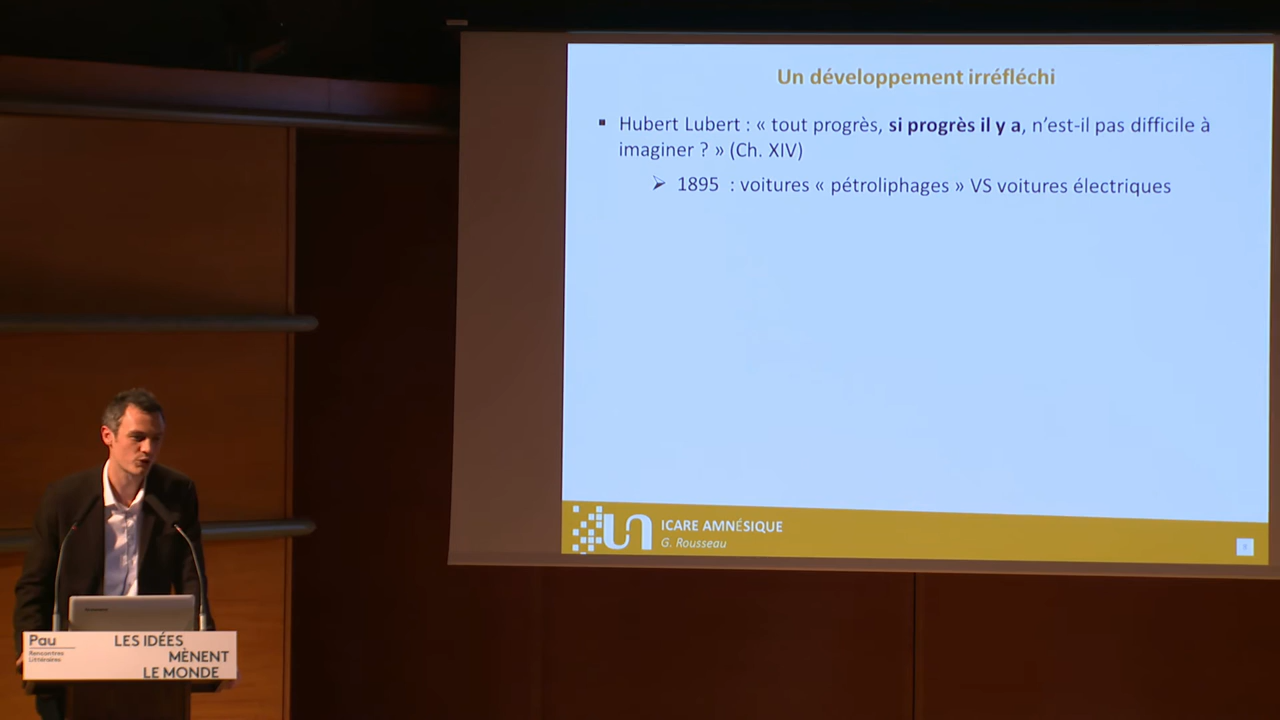 Un développement irréfléchi
▪ Hubert Lubert : « tout progrès, si progrès il y a, n’est-il pas difficile à
imaginer ? » (Ch. XIV)
➢ 1895 : voitures « pétroliphages » VS voitures électriques
un
ICARE AMNÉSIQUE
G. Rousseau
Pau
Rencontres
Littéraires
LES IDÉES
MÈNENT
LE MONDE